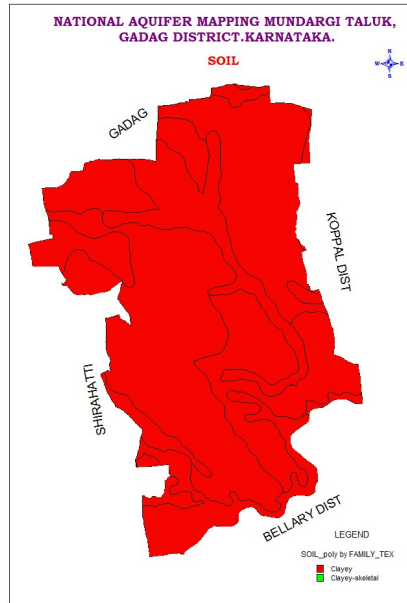 NATIONAL AQUIFER MAPPING MUNDARGI TALUK,
GADAG DISTRICT.KARNATAKA.
SOIL
N
W E
S
GADAG
KOPPAL DIST
SHIRAHATTI
BELLARY DIST
LEGEND
SOIL_poly by FAMILY_TEX
Clayey
Clayey-skeletal